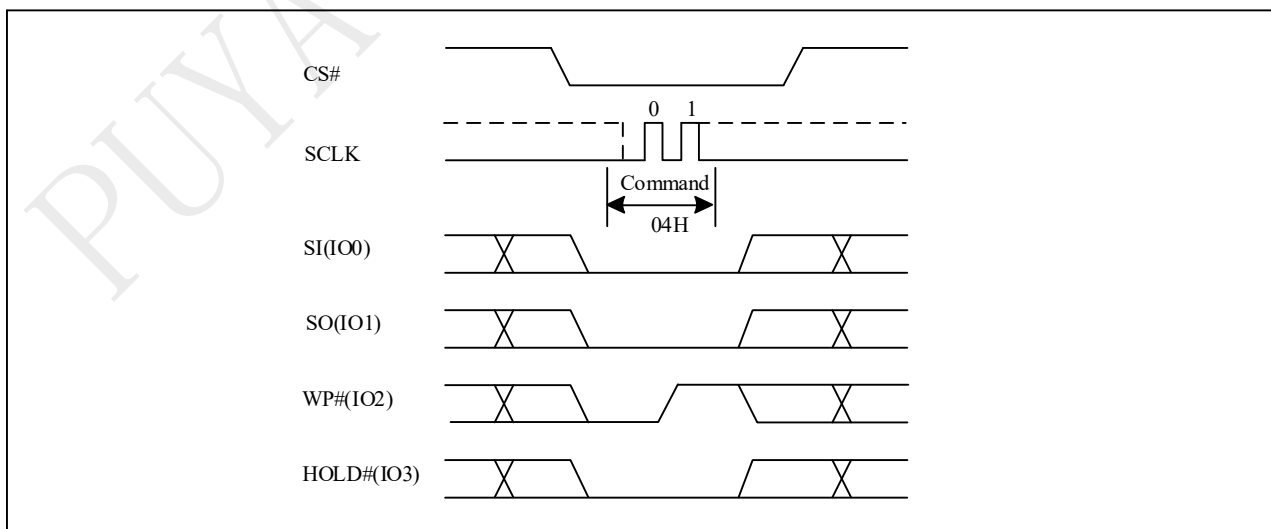 PUYA
CS#
0 1
SCLK
Command
04H
SI(IO0)
SO(IO1)
WP#(IO2)
HOLD#(IO3)